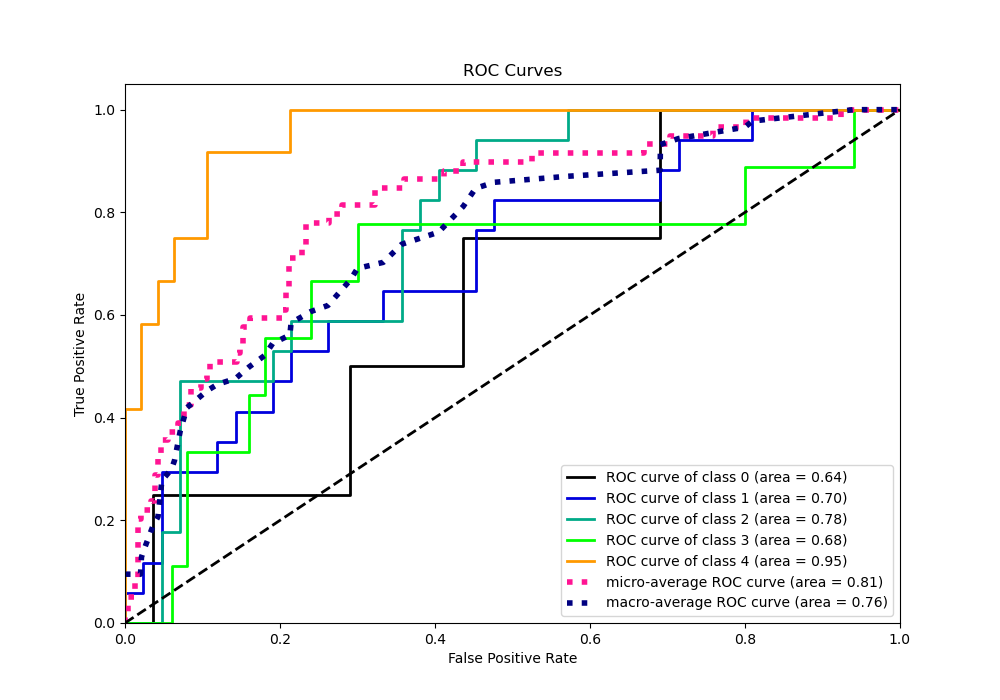 ROC Curves
True Positive Rate
1.0
0.8
0.6
0.4
0.2
0.0
0.0 0.2 0.4 0.6 0.8 1.0
False Positive Rate
ROC curve of class 0 (area = 0.64)
ROC curve of class 1 (area = 0.70)
ROC curve of class 2 (area = 0.78)
ROC curve of class 3 (area = 0.68)
ROC curve of class 4 (area = 0.95)
micro-average ROC curve (area = 0.81)
macro-average ROC curve (area = 0.76)